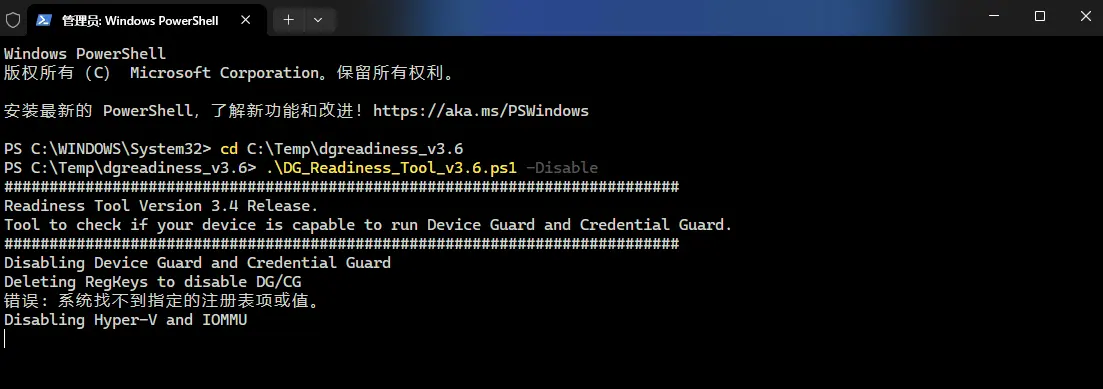 管理员: Windows PowerShell
Windows PowerShell
版权所有（C） Microsoft Corporation。保留所有权利。
安装最新的 PowerShell，了解新功能和改进！https://aka.ms/PSWindows
PS C:\WINDOWS\System32> cd C:\Temp\dgreadiness_v3.6
PS C:\Temp\dgreadiness_v3.6> .\DG_Readiness_Tool_v3.6.ps1 -Disable
###########################################################################
Readiness Tool Version 3.4 Release.
Tool to check if your device is capable to run Device Guard and Credential Guard.
###########################################################################
Disabling Device Guard and Credential Guard
Deleting RegKeys to disable DG/CG
错误: 系统找不到指定的注册表项或值。
Disabling Hyper-V and IOMMU